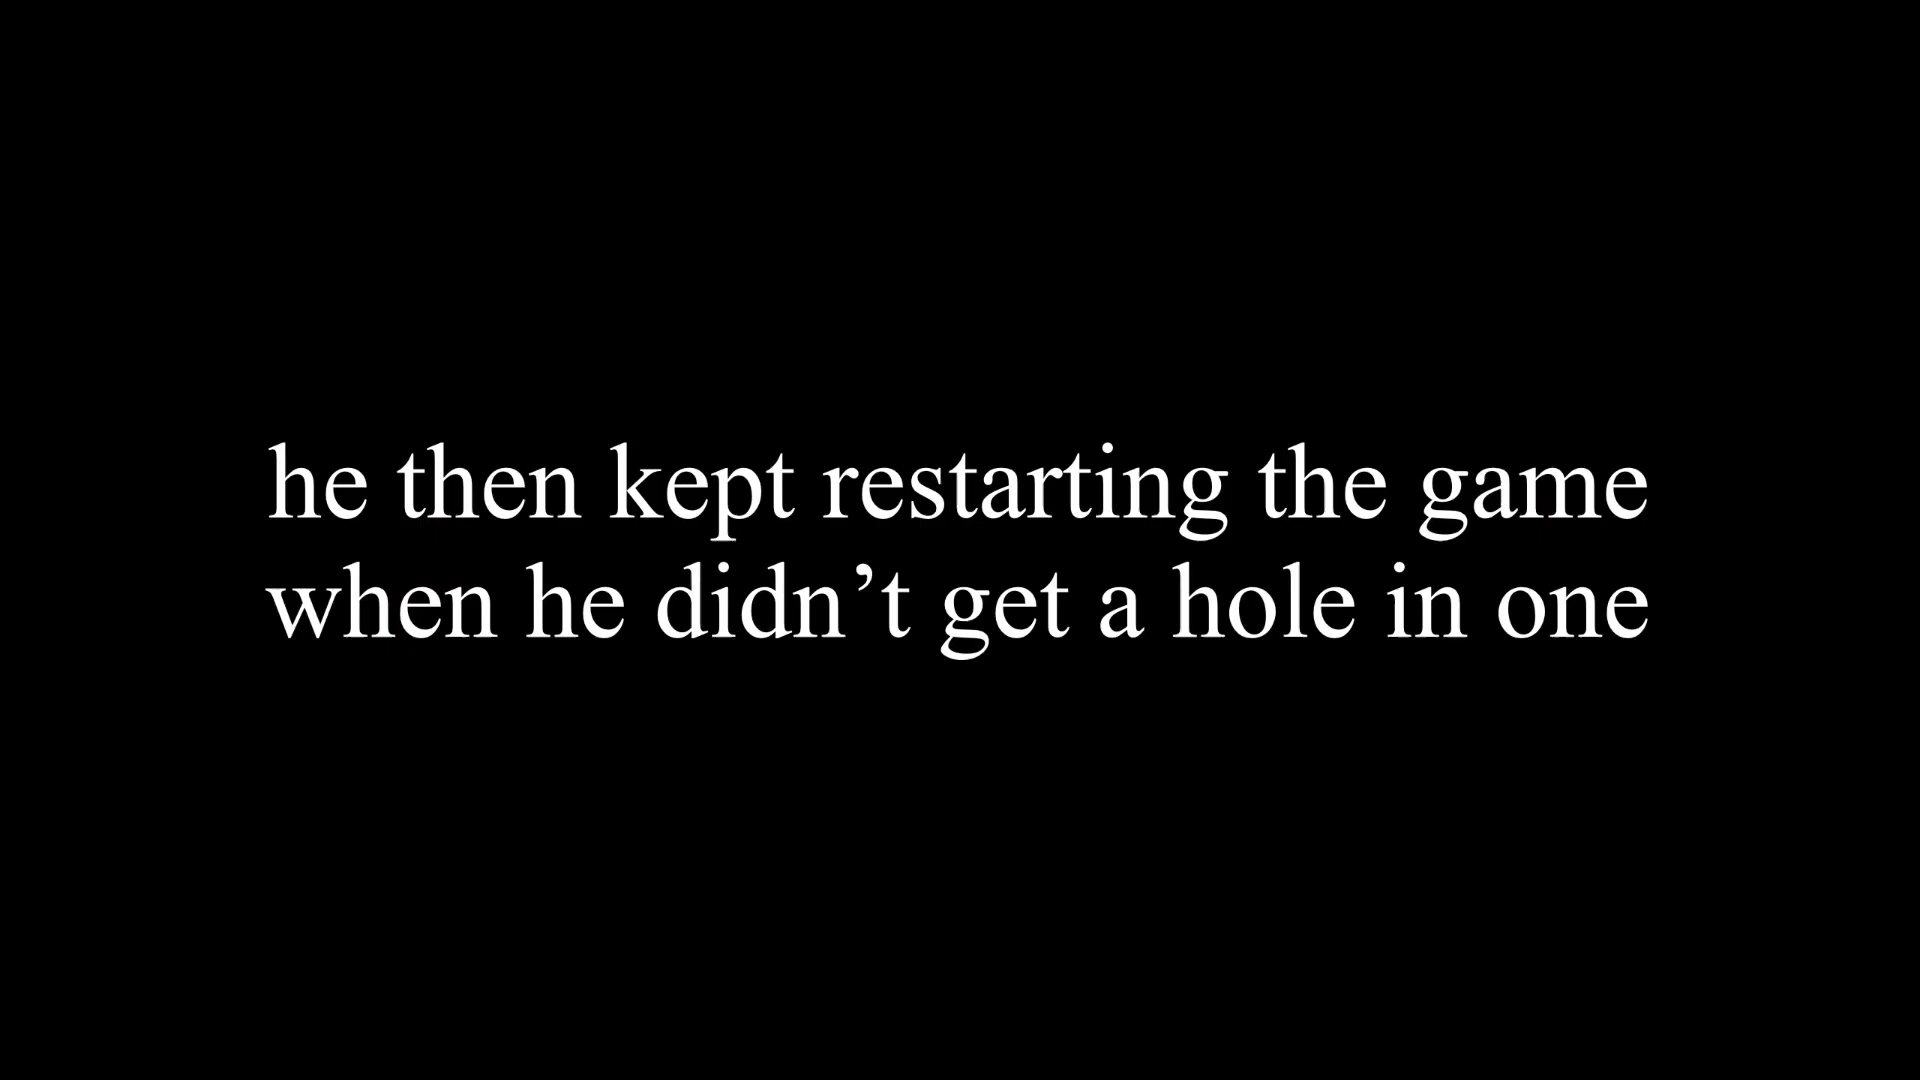 he then kept restarting the game
when he didn’t get a hole in one